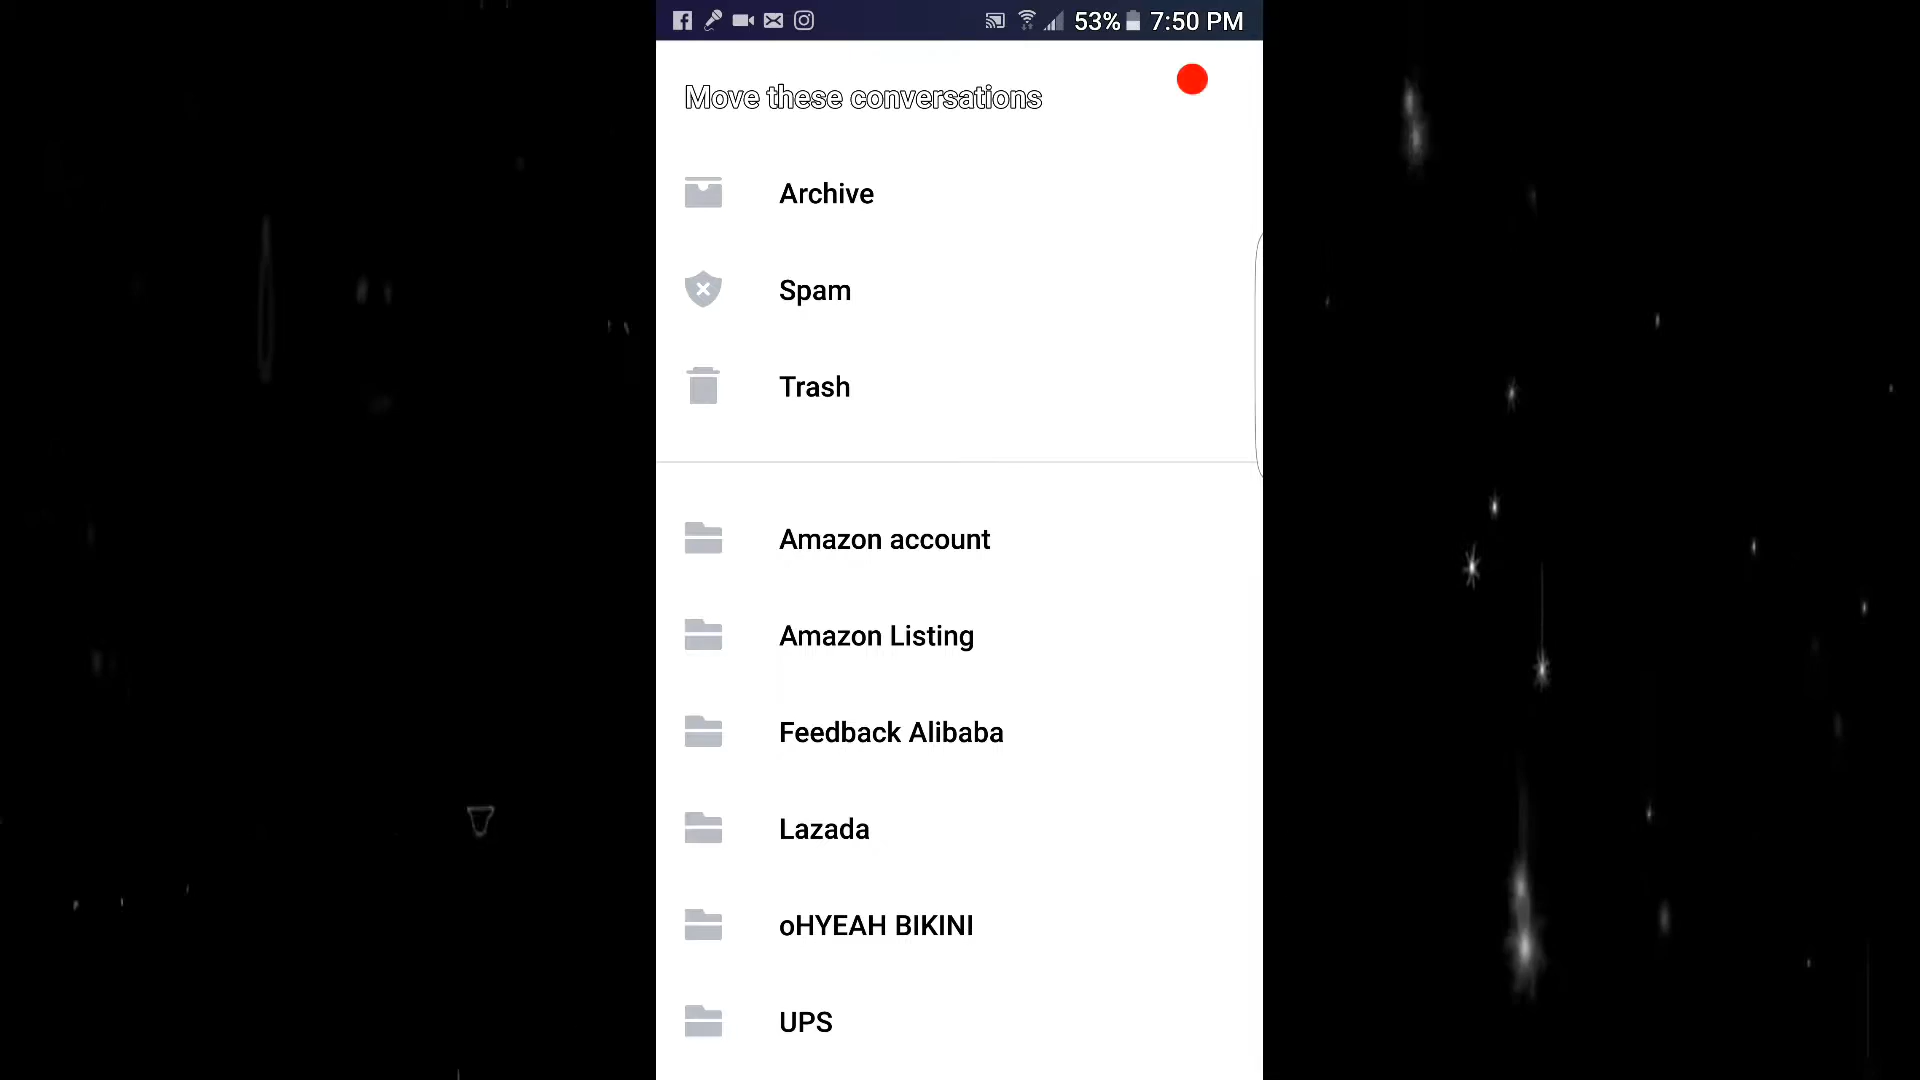 53% 7:50 PM
Move these conversations
Archive
Spam
Trash
Amazon account
Amazon Listing
Feedback Alibaba
Lazada
oHYEAH BIKINI
UPS